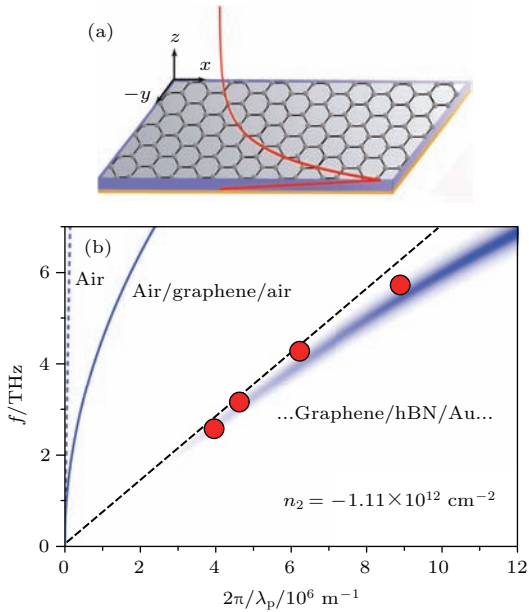 (a)
z
x
−y
(b)
6
4
2
0
f/THz
Air
Air/graphene/air
...Graphene/hBN/Au...
n₂ = −1.11×10¹² cm⁻²
0 2 4 6 8 10 12
2π/λₚ/10⁶ m⁻¹